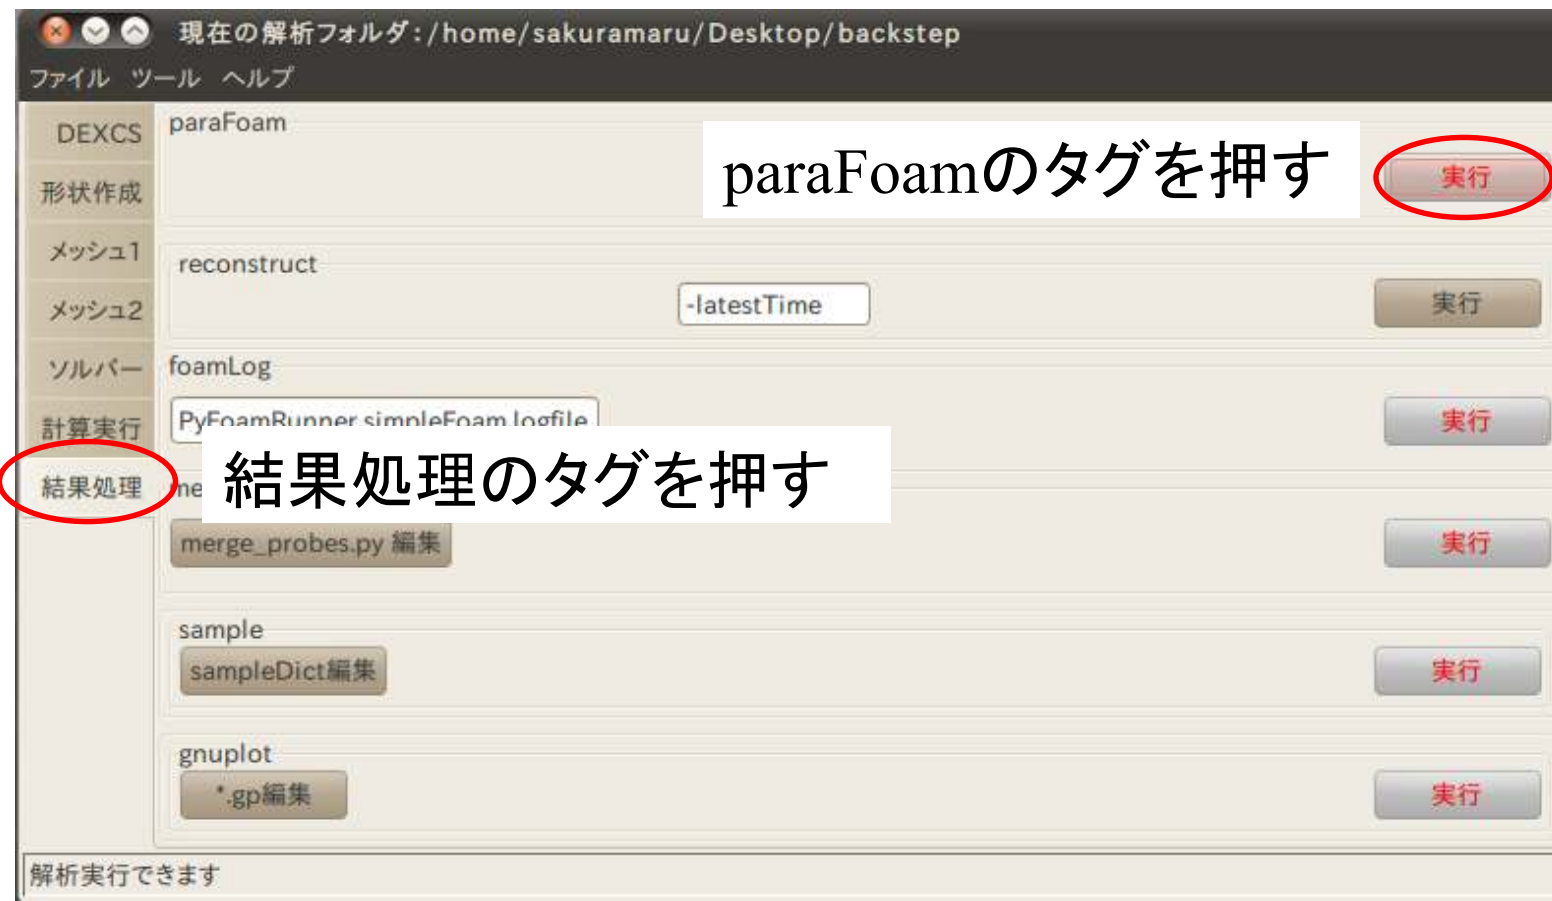 現在の解析フォルダ:/home/sakuramaru/Desktop/backstep
ファイル ツール ヘルプ
DEXCS
形状作成
メッシュ1
メッシュ2
ソルバー
計算実行
結果処理
paraFoam
paraFoamのタグを押す
実行
reconstruct
-latestTime
実行
foamLog
PyFoamRunner.simpleFoam.logfile
実行
結果処理のタグを押す
me
merge_probes.py 編集
実行
sample
sampleDict編集
実行
gnuplot
*.gp編集
実行
解析実行できます